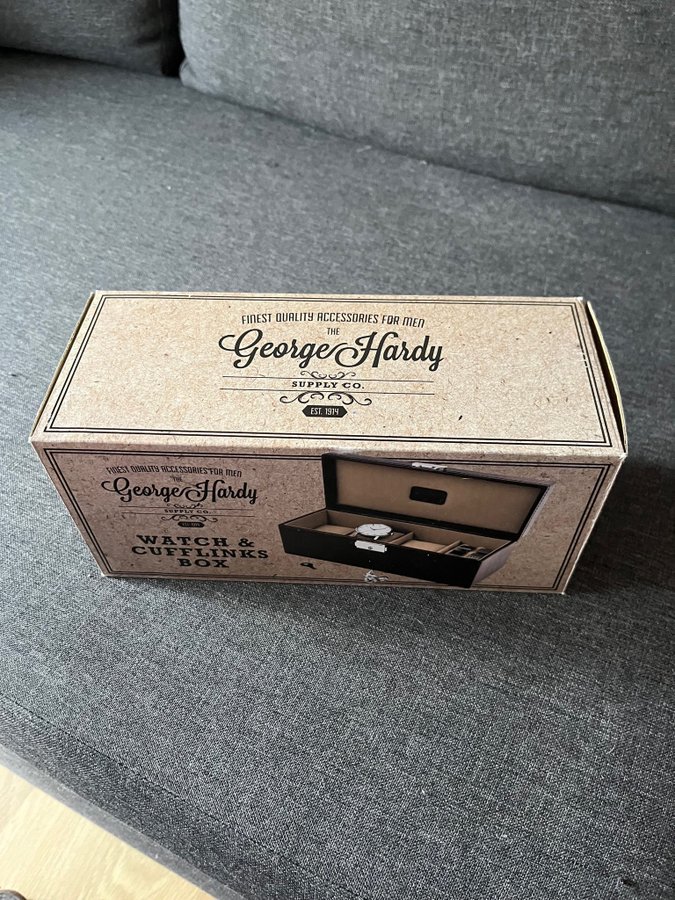 FINEST QUALITY ACCESSORIES FOR MEN
THE
George Hardy
SUPPLY CO.
EST. 1974
FINEST QUALITY ACCESSORIES FOR MEN
THE
George Hardy
SUPPLY CO.
WATCH &
CUFFLINKS
BOX